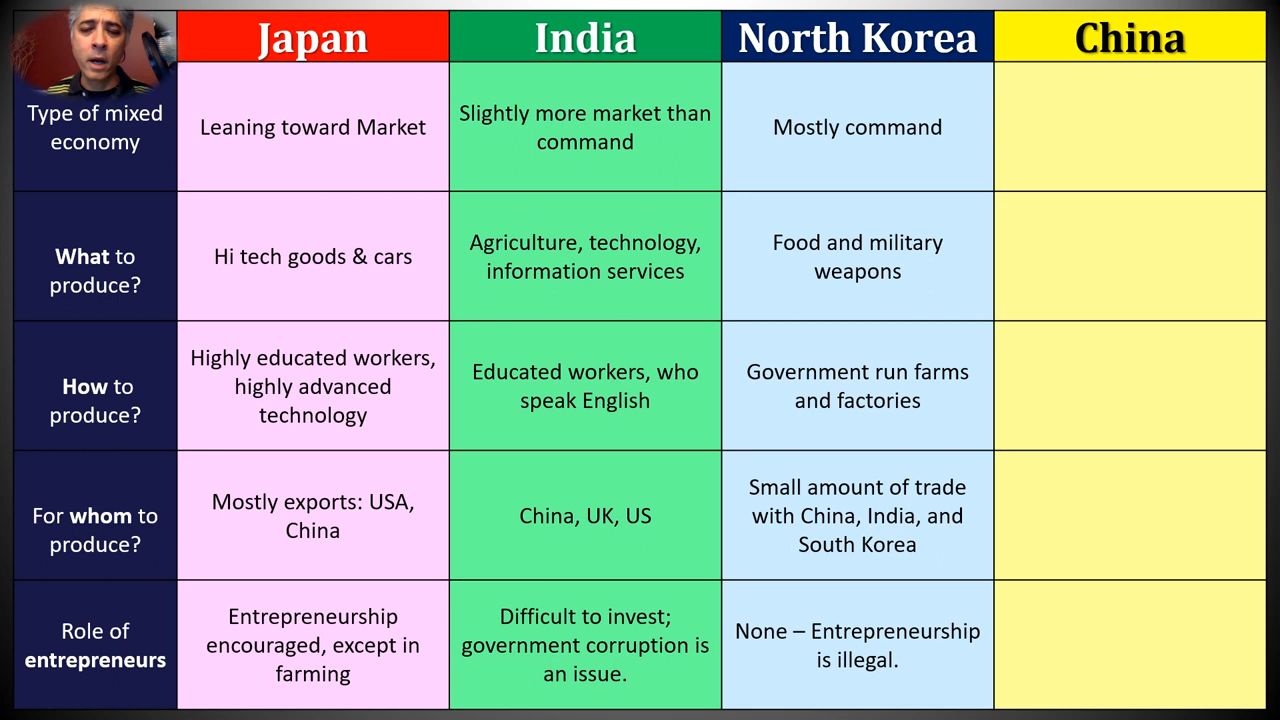 Japan
India
North Korea
China
Type of mixed
economy
Leaning toward Market
Slightly more market than
command
Mostly command
What to
produce?
Hi tech goods & cars
Agriculture, technology,
information services
Food and military
weapons
How to
produce?
Highly educated workers,
highly advanced
technology
Educated workers, who
speak English
Government run farms
and factories
For whom to
produce?
Mostly exports: USA,
China
China, UK, US
Small amount of trade
with China, India, and
South Korea
Role of
entrepreneurs
Entrepreneurship
encouraged, except in
farming
Difficult to invest;
government corruption is
an issue.
None – Entrepreneurship
is illegal.